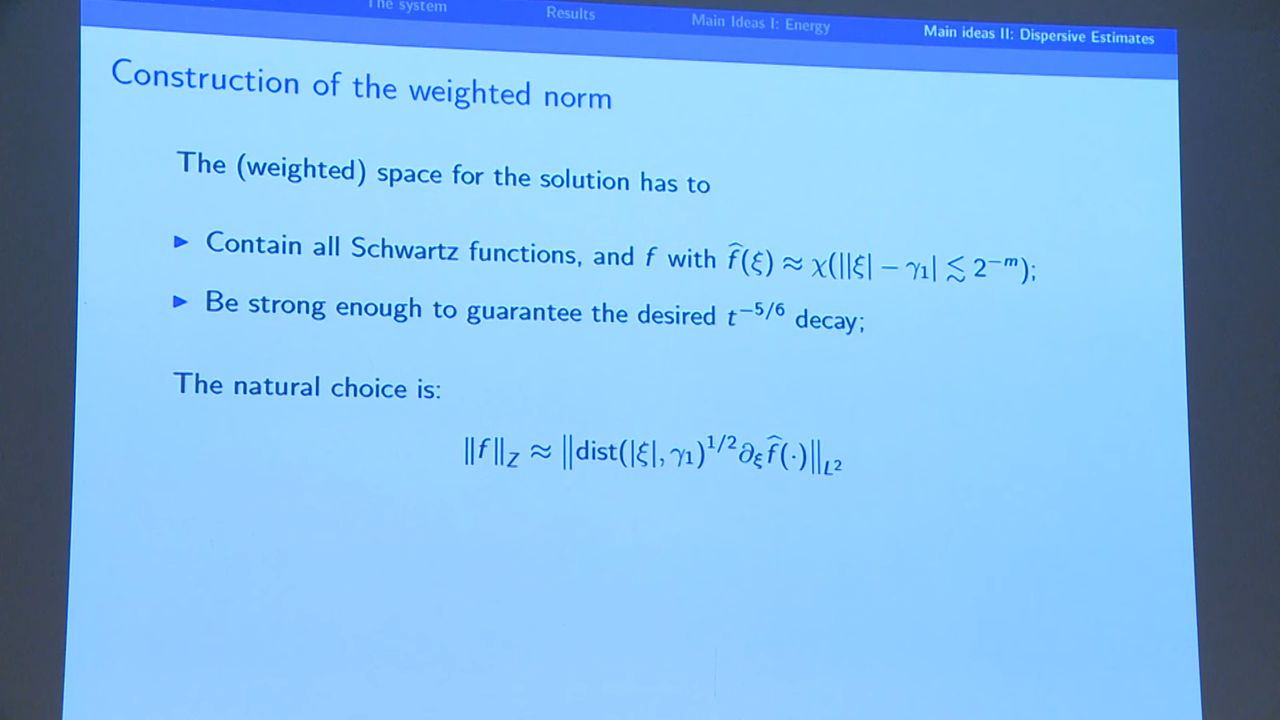 The system Results Main Ideas I: Energy Main ideas II: Dispersive Estimates
Construction of the weighted norm
The (weighted) space for the solution has to
▶ Contain all Schwartz functions, and f with f̂(ξ) ≈ χ(||ξ| − γ₁| ≲ 2⁻ᵐ);
▶ Be strong enough to guarantee the desired t⁻⁵/⁶ decay;
The natural choice is:
‖f‖_Z ≈ ‖dist(|ξ|, γ₁)^{1/2} ∂_ξ f̂(·)‖_{L²}